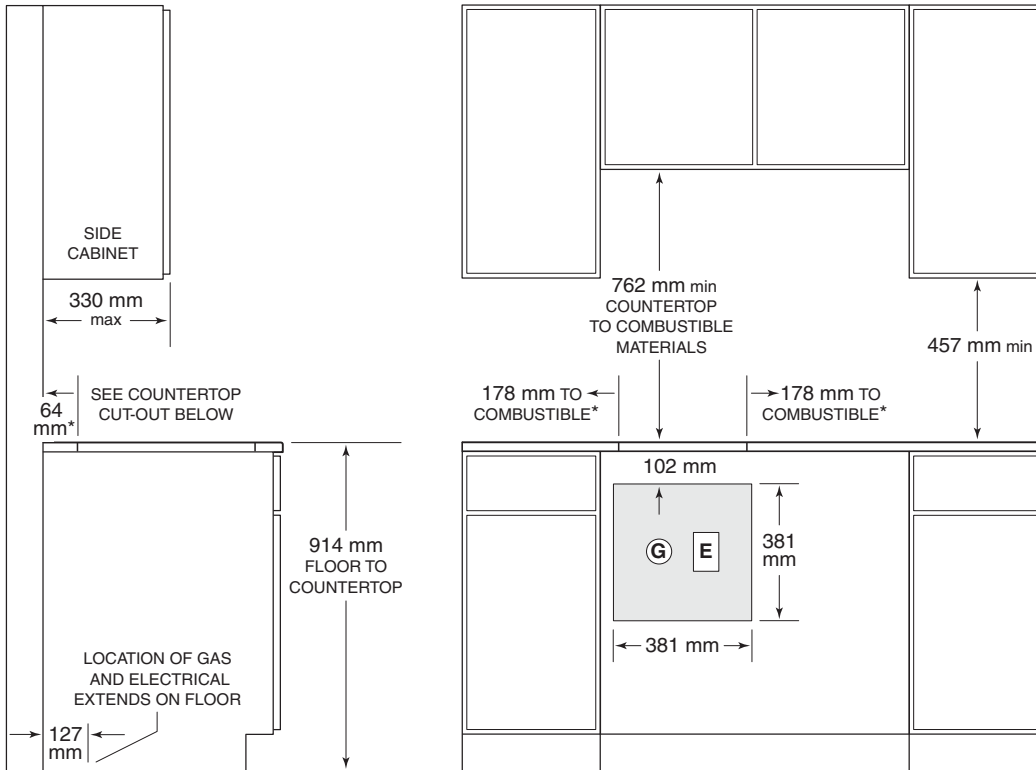 SIDE
CABINET
330 mm
max
64
mm*
SEE COUNTERTOP
CUT-OUT BELOW
914 mm
FLOOR TO
COUNTERTOP
LOCATION OF GAS
AND ELECTRICAL
EXTENDS ON FLOOR
127
mm
762 mm min
COUNTERTOP
TO COMBUSTIBLE
MATERIALS
457 mm min
178 mm TO
COMBUSTIBLE*
178 mm TO
COMBUSTIBLE*
102 mm
G
E
381
mm
381 mm